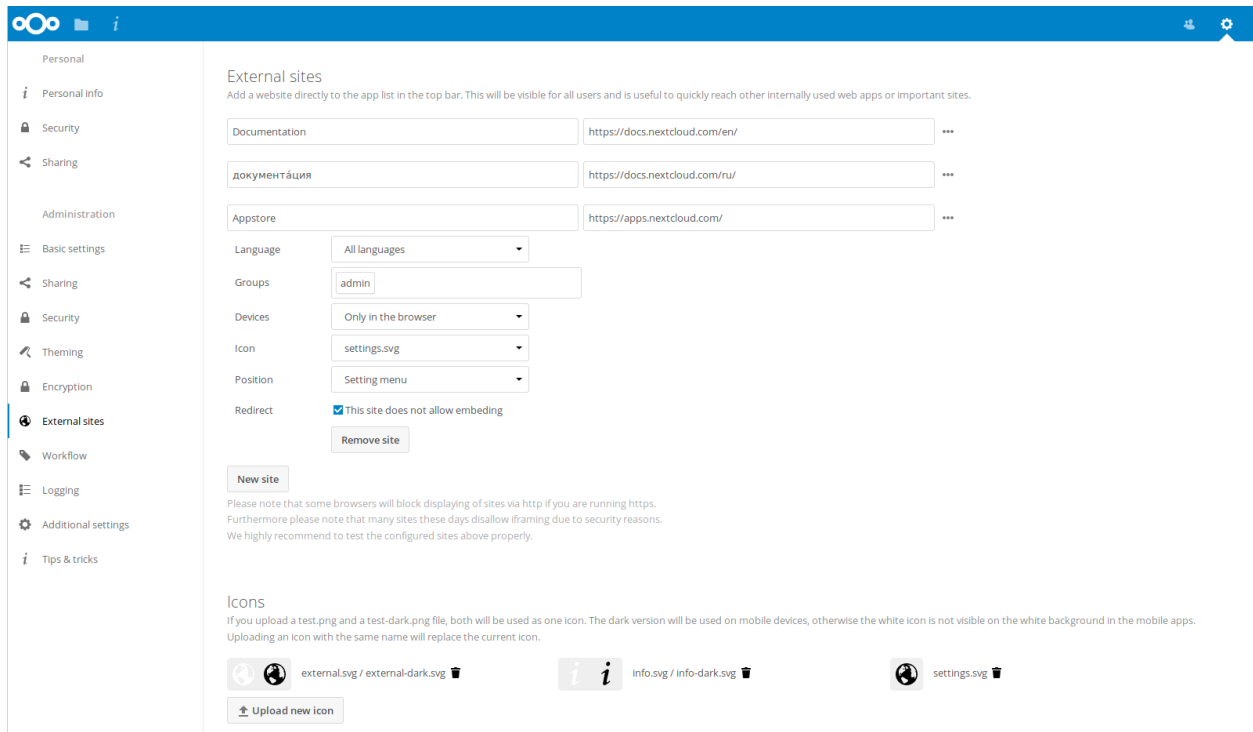 i
Personal
i Personal info
Security
Sharing
Administration
Basic settings
Sharing
Security
Theming
Encryption
External sites
Workflow
Logging
Additional settings
i Tips & tricks
External sites
Add a website directly to the app list in the top bar. This will be visible for all users and is useful to quickly reach other internally used web apps or important sites.
Documentation https://docs.nextcloud.com/en/ •••
документа́ция https://docs.nextcloud.com/ru/ •••
Appstore https://apps.nextcloud.com/ •••
Language All languages
Groups admin
Devices Only in the browser
Icon settings.svg
Position Setting menu
Redirect This site does not allow embeding
Remove site
New site
Please note that some browsers will block displaying of sites via http if you are running https.
Furthermore please note that many sites these days disallow iframing due to security reasons.
We highly recommend to test the configured sites above properly.
Icons
If you upload a test.png and a test-dark.png file, both will be used as one icon. The dark version will be used on mobile devices, otherwise the white icon is not visible on the white background in the mobile apps.
Uploading an icon with the same name will replace the current icon.
external.svg / external-dark.svg i i info.svg / info-dark.svg settings.svg
Upload new icon